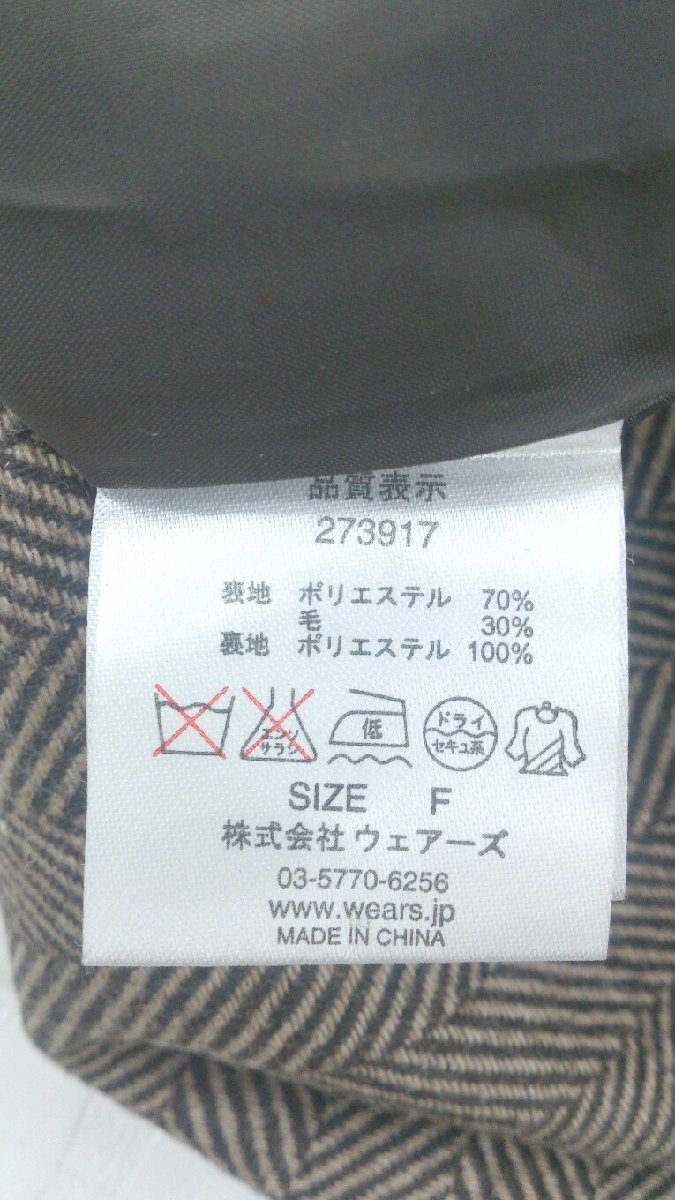 品質表示
273917
表地 ポリエステル 70%
毛 30%
裏地 ポリエステル 100%
エンソ サラシ 低 ドライ セキユ系
SIZE F
株式会社 ウェアーズ
03-5770-6256
www.wears.jp
MADE IN CHINA